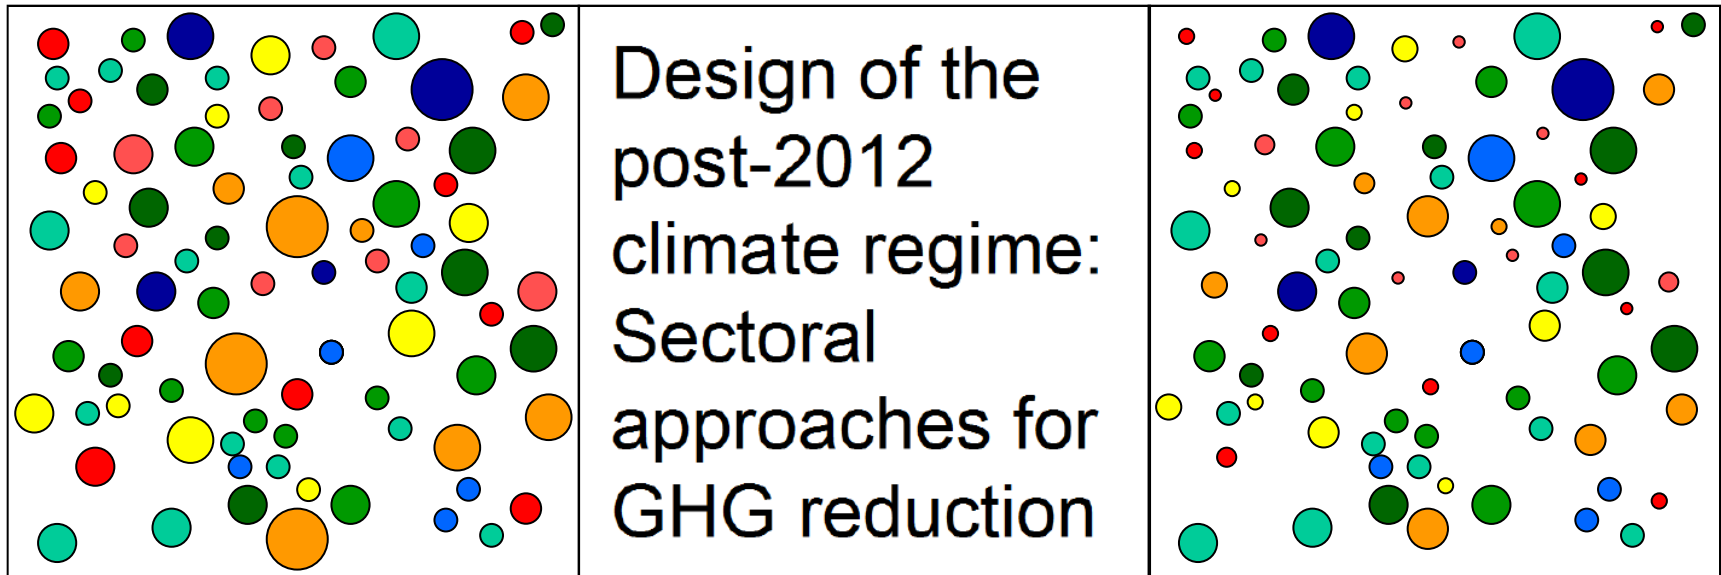 Design of the
post-2012
climate regime:
Sectoral
approaches for
GHG reduction